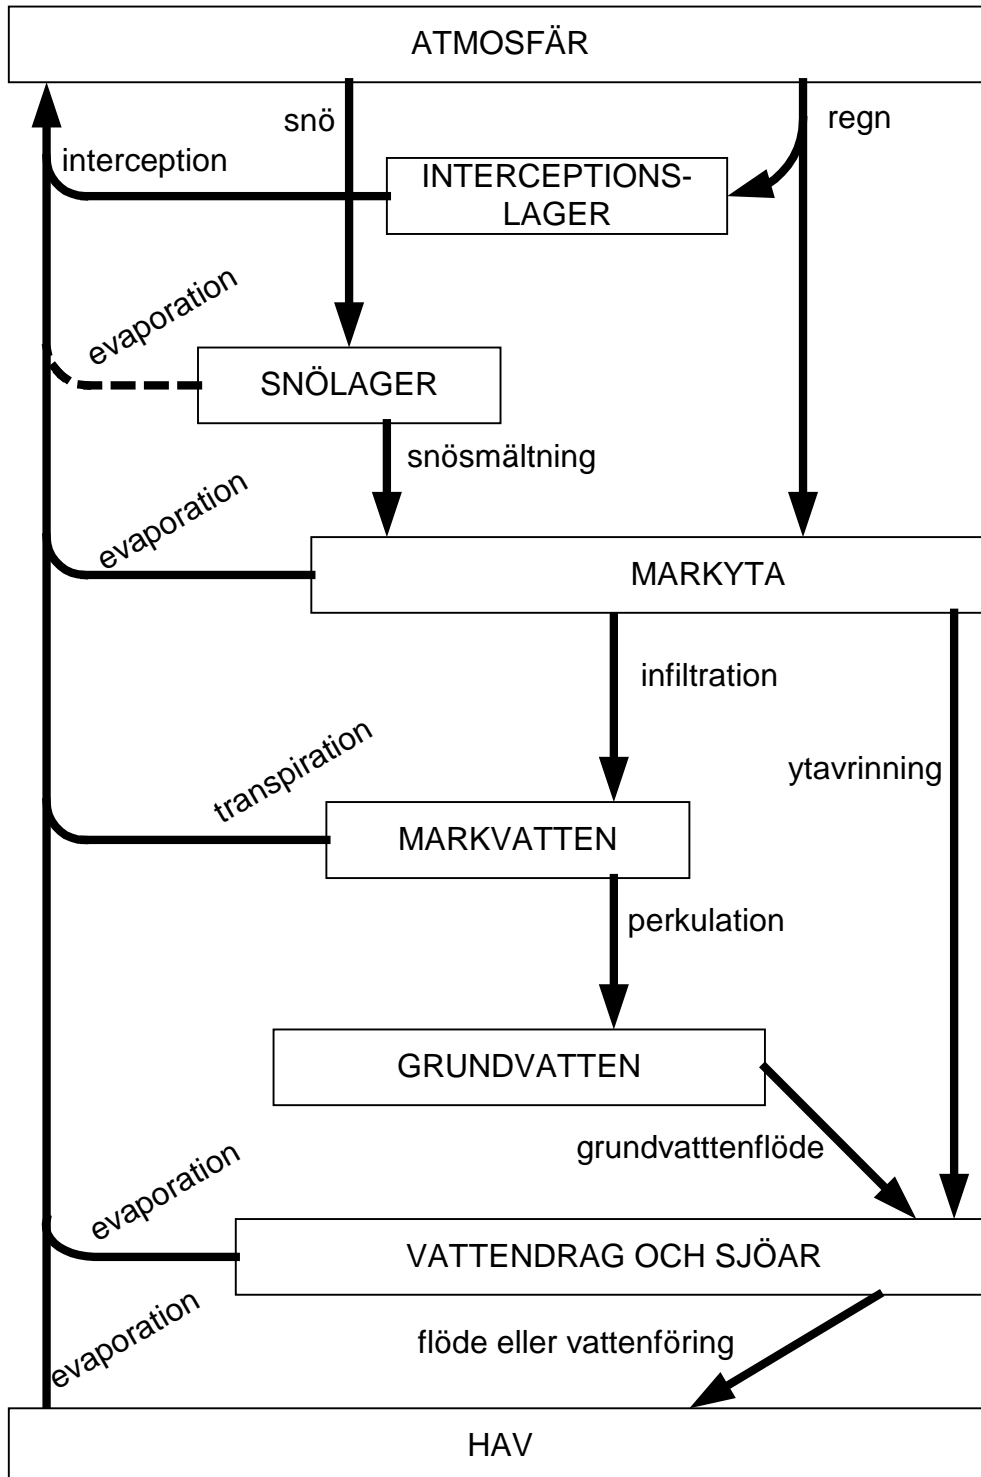 ATMOSFÄR
snö
regn
interception
INTERCEPTIONS-
LAGER
evaporation
SNÖLAGER
snösmältning
evaporation
MARKYTA
infiltration
transpiration
ytavrinning
MARKVATTEN
perkulation
GRUNDVATTEN
grundvatttenflöde
evaporation
VATTENDRAG OCH SJÖAR
evaporation
flöde eller vattenföring
HAV